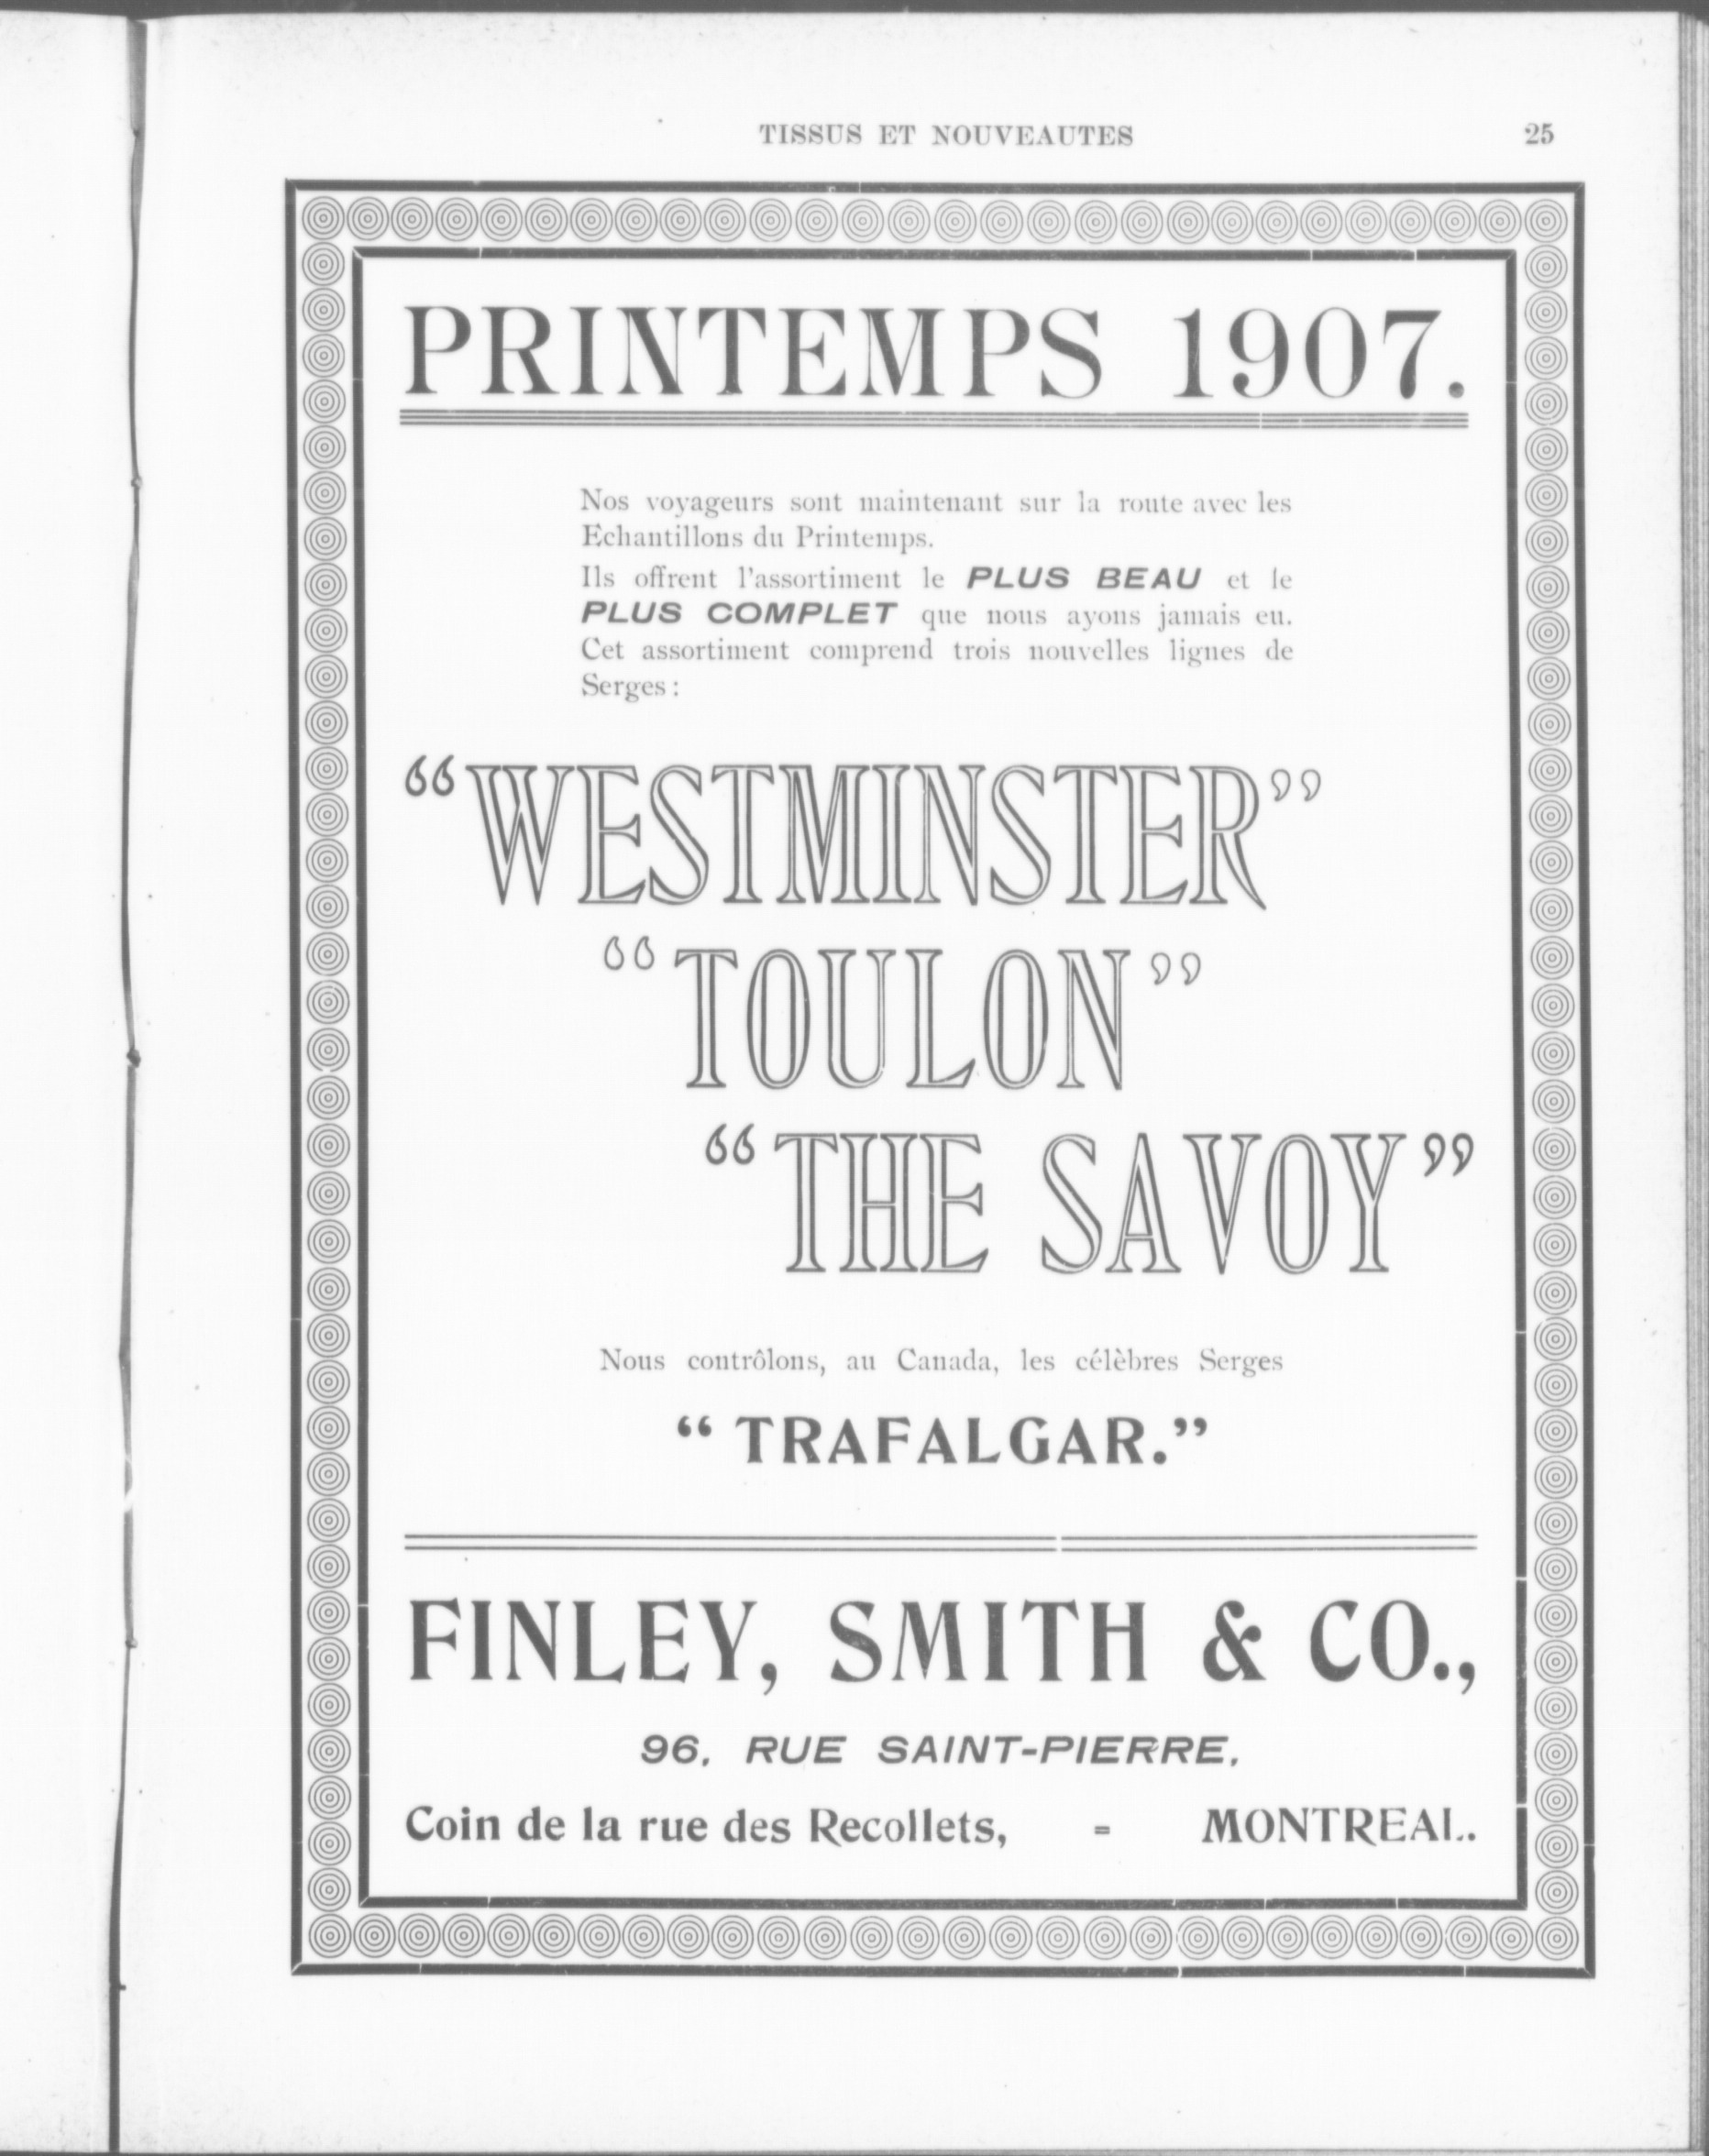 TISSUS ET NOUVEAUTES 25
PRINTEMPS 1907.
Nos voyageurs sont maintenant sur la route avec les
Echantillons du Printemps.
Ils offrent l'assortiment le PLUS BEAU et le
PLUS COMPLET que nous ayons jamais eu.
Cet assortiment comprend trois nouvelles lignes de
Serges :
“WESTMINSTER”
“TOULON”
“THE SAVOY”
Nous contrôlons, au Canada, les célèbres Serges
“TRAFALGAR.”
FINLEY, SMITH & CO.,
96, RUE SAINT-PIERRE,
Coin de la rue des Recollets, - MONTREAL.